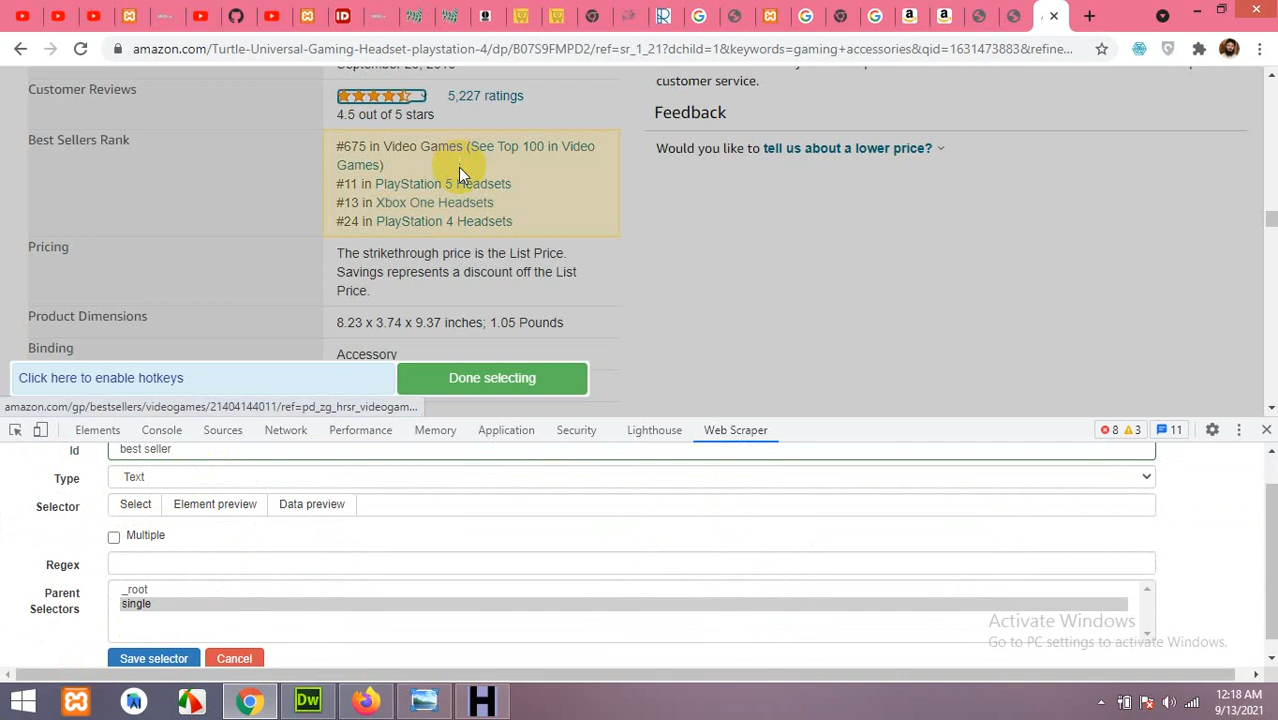 amazon.com/Turtle-Universal-Gaming-Headset-playstation-4/dp/B07S9FMPD2/ref=sr_1_21?dchild=1&keywords=gaming+accessories&qid=1631473883&refine...
customer service.
Customer Reviews
5,227 ratings
4.5 out of 5 stars
Feedback
Would you like to tell us about a lower price?
Best Sellers Rank
#675 in Video Games (See Top 100 in Video
Games)
#11 in PlayStation 5 Headsets
#13 in Xbox One Headsets
#24 in PlayStation 4 Headsets
Pricing
The strikethrough price is the List Price.
Savings represents a discount off the List
Price.
Product Dimensions
8.23 x 3.74 x 9.37 inches; 1.05 Pounds
Binding
Accessory
Click here to enable hotkeys
Done selecting
amazon.com/gp/bestsellers/videogames/21404144011/ref=pd_zg_hrsr_videogam...
Elements Console Sources Network Performance Memory Application Security Lighthouse Web Scraper 8 3 11
Id best seller
Type Text
Selector Select Element preview Data preview
Multiple
Regex
Parent
Selectors
_root
single
Activate Windows
Go to PC settings to activate Windows.
Save selector Cancel
Dw
H
12:18 AM
9/13/2021